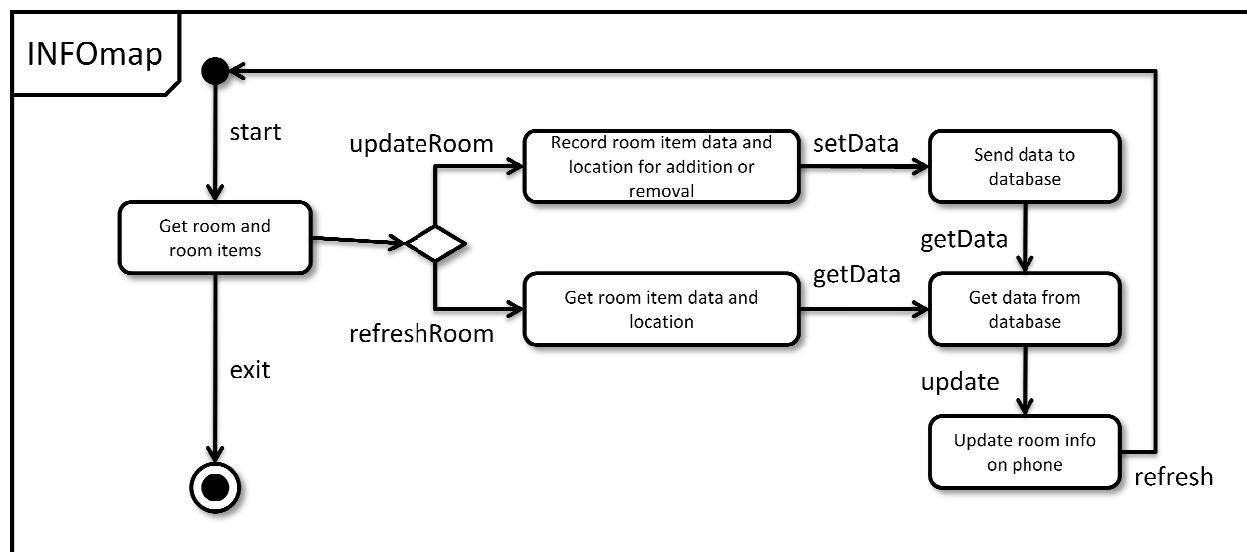 INFOmap
start
updateRoom
Record room item data and
location for addition or
removal
setData
Send data to
database
Get room and
room items
getData
refreshRoom
Get room item data and
location
getData
Get data from
database
exit
update
Update room info
on phone
refresh